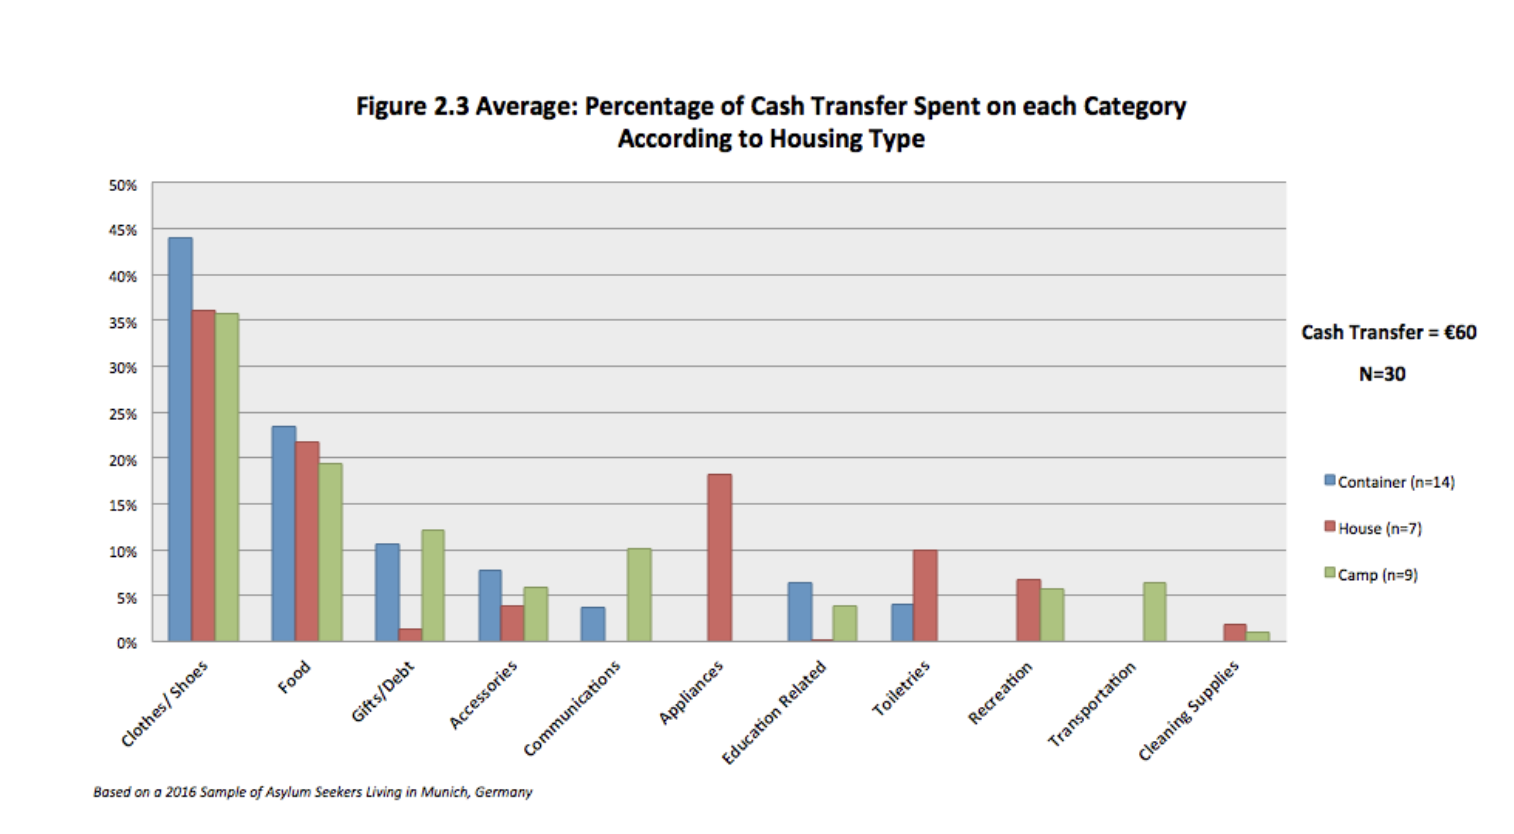 Figure 2.3 Average: Percentage of Cash Transfer Spent on each Category
According to Housing Type
50%
45%
40%
35%
30%
25%
20%
15%
10%
5%
0%
Clothes/ Shoes
Food
Gifts/Debt
Accessories
Communications
Appliances
Education Related
Toiletries
Recreation
Transportation
Cleaning Supplies
Cash Transfer = €60
N=30
Container (n=14)
House (n=7)
Camp (n=9)
Based on a 2016 Sample of Asylum Seekers Living in Munich, Germany